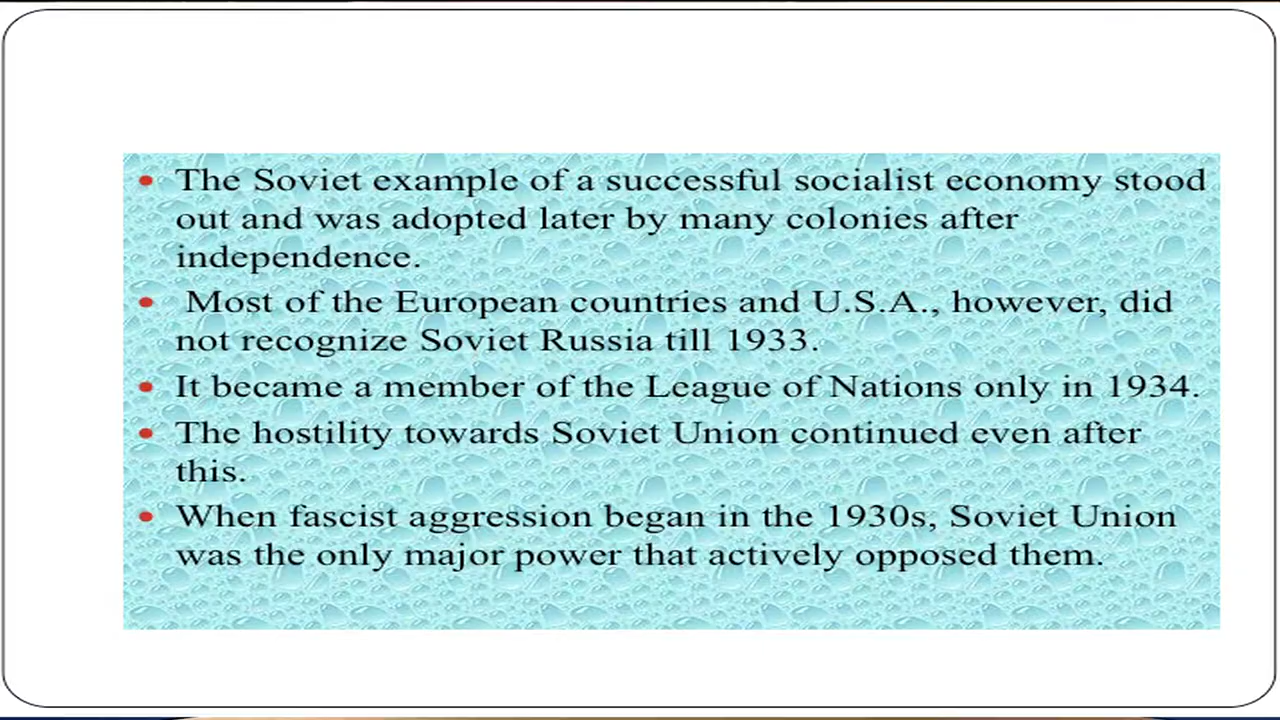 • The Soviet example of a successful socialist economy stood
out and was adopted later by many colonies after
independence.
• Most of the European countries and U.S.A., however, did
not recognize Soviet Russia till 1933.
• It became a member of the League of Nations only in 1934.
• The hostility towards Soviet Union continued even after
this.
• When fascist aggression began in the 1930s, Soviet Union
was the only major power that actively opposed them.